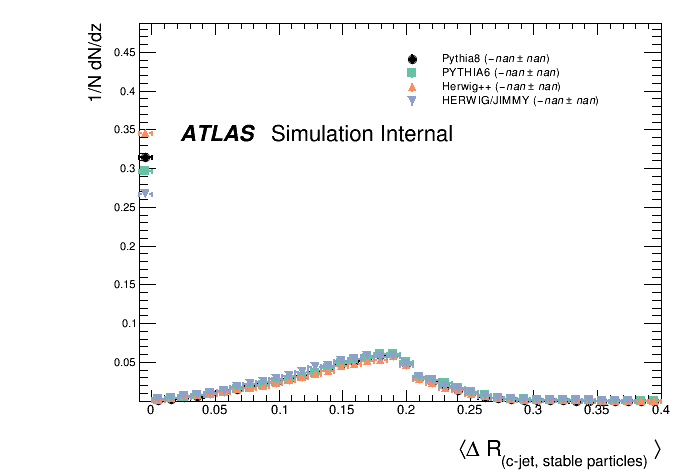 1/N dN/dz
0.45
0.4
0.35
0.3
0.25
0.2
0.15
0.1
0.05
Pythia8 (-nan ± nan)
PYTHIA6 (-nan ± nan)
Herwig++ (-nan ± nan)
HERWIG/JIMMY (-nan ± nan)
ATLAS Simulation Internal
0 0.05 0.1 0.15 0.2 0.25 0.3 0.35 0.4
⟨Δ R(c-jet, stable particles) ⟩